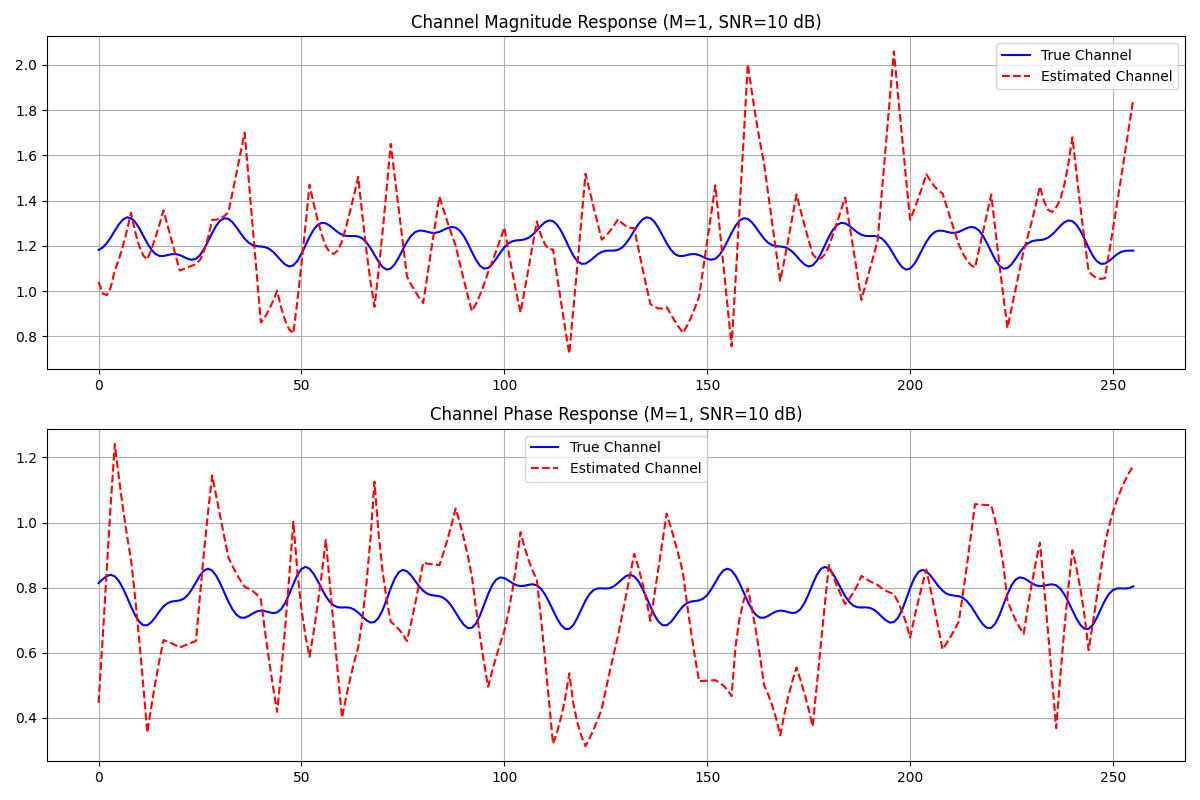 Channel Magnitude Response (M=1, SNR=10 dB)
True Channel
Estimated Channel
2.0
1.8
1.6
1.4
1.2
1.0
0.8
0 50 100 150 200 250
Channel Phase Response (M=1, SNR=10 dB)
True Channel
Estimated Channel
1.2
1.0
0.8
0.6
0.4
0 50 100 150 200 250